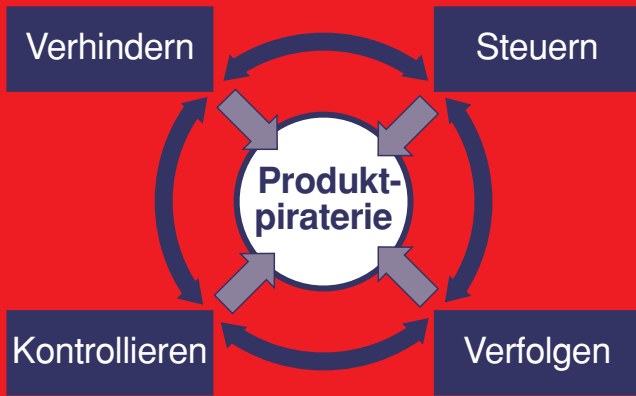 Verhindern
Steuern
Produkt-
piraterie
Kontrollieren
Verfolgen